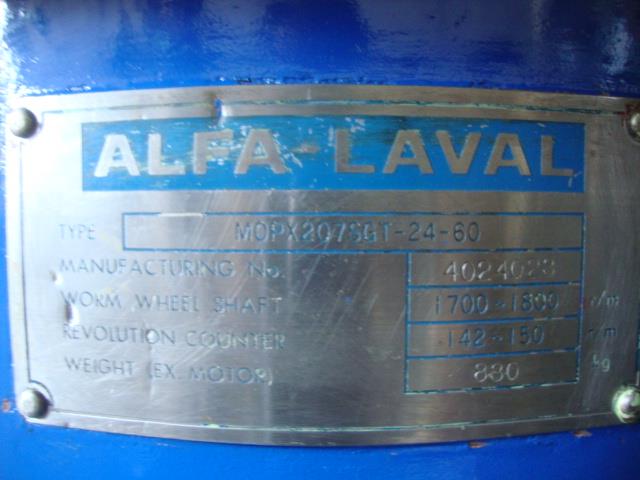 ALFA-LAVAL
TYPE MOPX207SGT-24-60
MANUFACTURING No. 4024023
WORM WHEEL SHAFT 1700~1800 r/m
REVOLUTION COUNTER 142~150 r/m
WEIGHT (EX. MOTOR) 880 kg